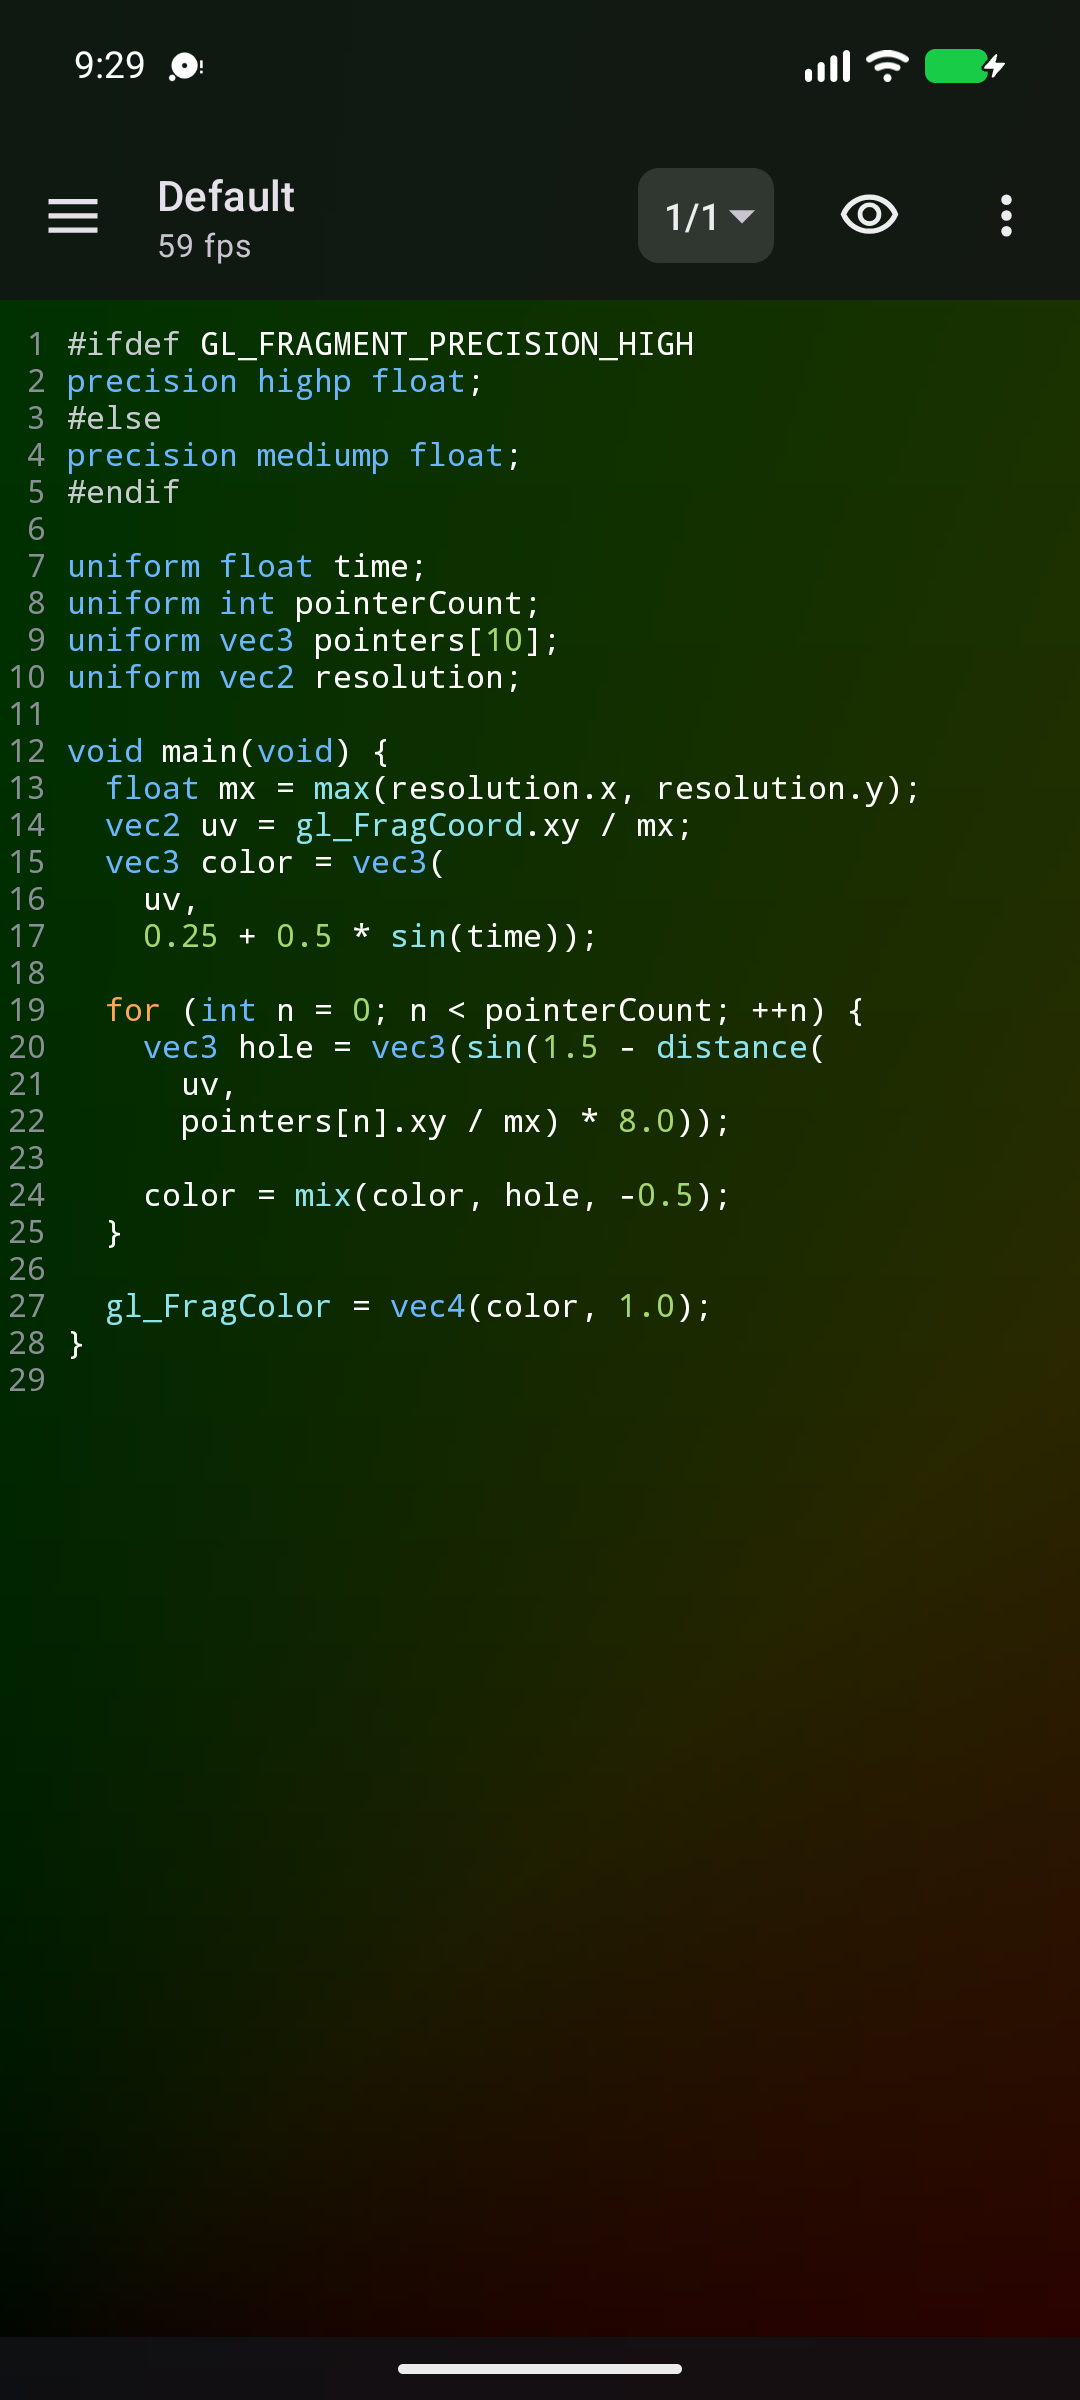 9:29
Default
59 fps
1/1
1 #ifdef GL_FRAGMENT_PRECISION_HIGH
2 precision highp float;
3 #else
4 precision mediump float;
5 #endif
6
7 uniform float time;
8 uniform int pointerCount;
9 uniform vec3 pointers[10];
10 uniform vec2 resolution;
11
12 void main(void) {
13   float mx = max(resolution.x, resolution.y);
14   vec2 uv = gl_FragCoord.xy / mx;
15   vec3 color = vec3(
16     uv,
17     0.25 + 0.5 * sin(time));
18
19   for (int n = 0; n < pointerCount; ++n) {
20     vec3 hole = vec3(sin(1.5 - distance(
21       uv,
22       pointers[n].xy / mx) * 8.0));
23
24     color = mix(color, hole, -0.5);
25   }
26
27   gl_FragColor = vec4(color, 1.0);
28 }
29